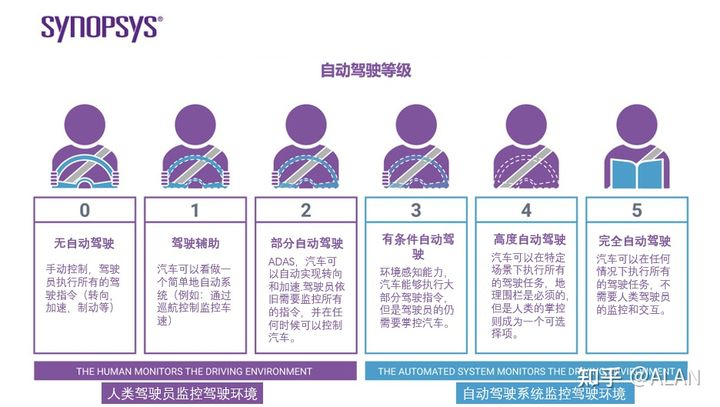 SYNOPSYS®
自动驾驶等级
0
无自动驾驶
手动控制，驾驶
员执行所有的驾
驶指令（转向，
加速，制动等）
1
驾驶辅助
汽车可以看做一
个简单地自动系
统（例如：通过
巡航控制监控车
速）
2
部分自动驾驶
ADAS，汽车可
以自动实现转向
和加速.驾驶员依
旧需要监控所有
的指令，并在任
何时候可以控制
汽车。
3
有条件自动驾
驶
环境感知能力，
汽车能够执行大
部分驾驶指令，
但是驾驶员的仍
需要掌控汽车。
4
高度自动驾驶
汽车可以在特定
场景下执行所有
的驾驶任务，地
理围栏是必须的，
但是人类的掌控
则成为一个可选
择项。
5
完全自动驾驶
汽车可以在任何
情况下执行所有
的驾驶任务，不
需要人类驾驶员
的监控和交互。
THE HUMAN MONITORS THE DRIVING ENVIRONMENT
人类驾驶员监控驾驶环境
THE AUTOMATED SYSTEM MONITORS THE DRIVING ENVIRONMENT
自动驾驶系统监控驾驶环境
知乎 @ALAN